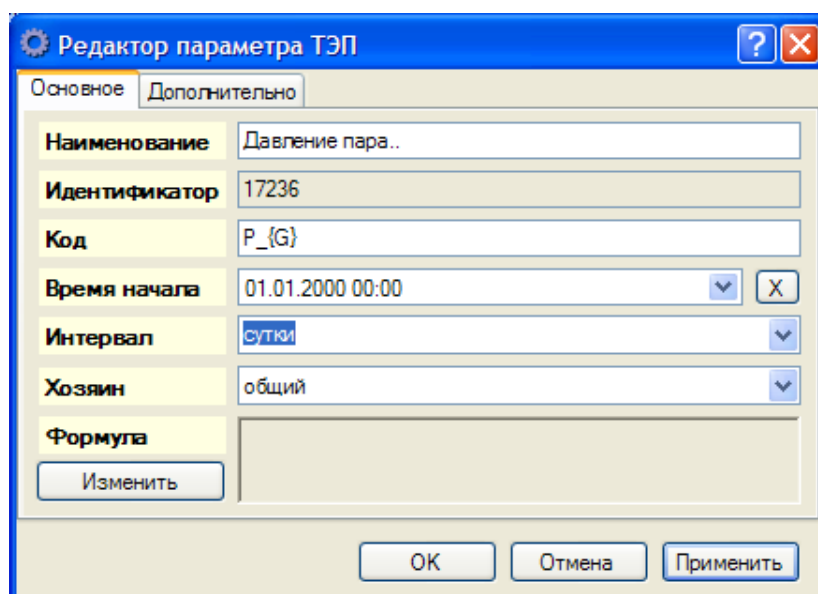 Редактор параметра ТЭП
Основное Дополнительно
Наименование Давление пара..
Идентификатор 17236
Код P_{G}
Время начала 01.01.2000 00:00 X
Интервал сутки
Хозяин общий
Формула
Изменить
OK Отмена Применить